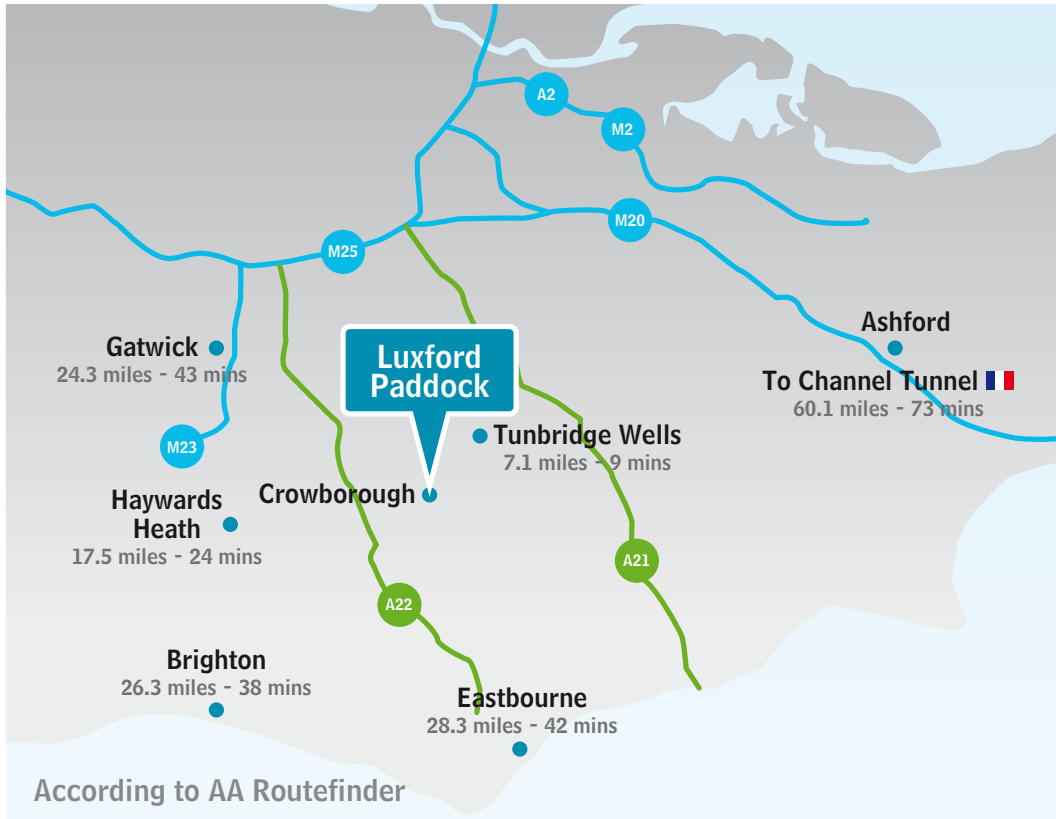 A2
M2
M20
M25
Gatwick
24.3 miles - 43 mins
Luxford
Paddock
Ashford
To Channel Tunnel
60.1 miles - 73 mins
M23
Tunbridge Wells
7.1 miles - 9 mins
Crowborough
Haywards
Heath
17.5 miles - 24 mins
A21
A22
Brighton
26.3 miles - 38 mins
Eastbourne
28.3 miles - 42 mins
According to AA Routefinder